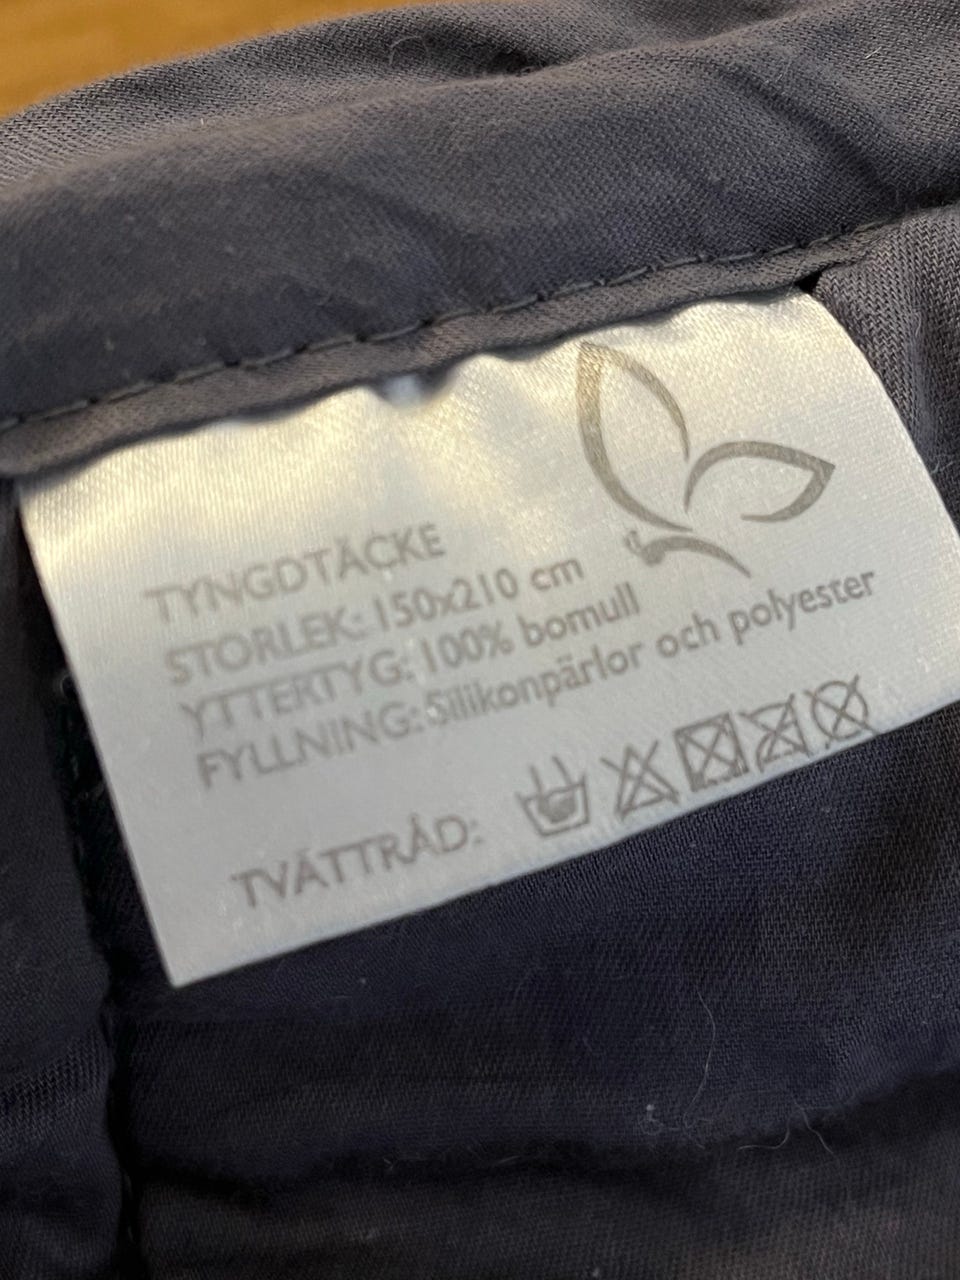 TYNGDTÄCKE
STORLEK: 150x210 cm
YTTERTYG: 100% bomull
FYLLNING: Silikonpärlor och polyester
TVÄTTRÅD: